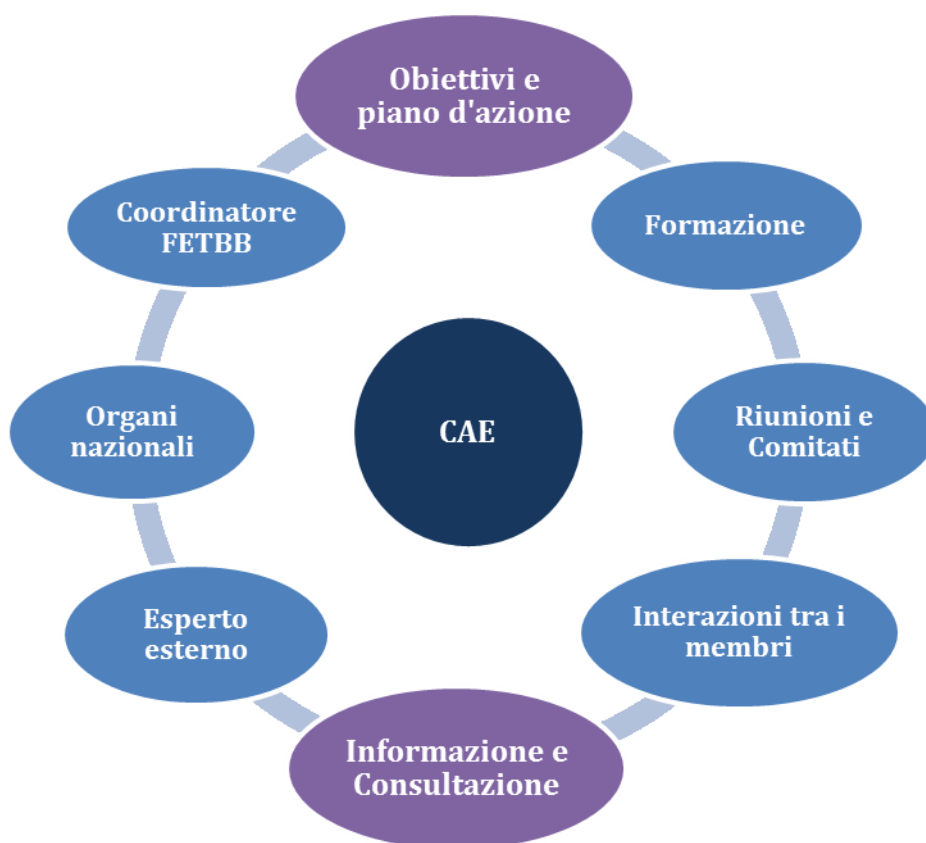 Obiettivi e
piano d'azione
Formazione
Riunioni e
Comitati
Interazioni tra i
membri
Informazione e
Consultazione
Esperto
esterno
Organi
nazionali
Coordinatore
FETBB
CAE